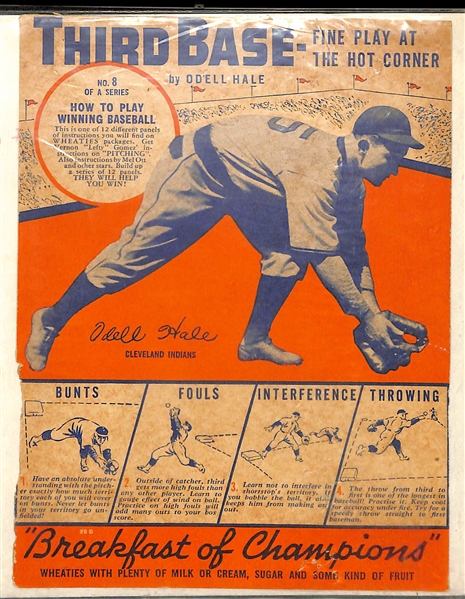 THIRD BASE-
FINE PLAY AT
THE HOT CORNER
by OD'ELL HALE
NO. 8
OF A SERIES
HOW TO PLAY
WINNING BASEBALL
This is one of 12 different panels
of instructions you will find on
WHEATIES packages. Get
Vernon "Lefty" Gomez' in-
structions on "PITCHING".
Also instructions by Mel Ott
and other stars. Build up
a series of 12 panels.
THEY WILL HELP
YOU WIN!
Odell Hale
CLEVELAND INDIANS
BUNTS
1. Have an absolute under-
standing with the pitch-
er exactly how much terri-
tory each of you will cover
on bunts. Never let bunts
in your territory go un-
fielded!
FOULS
2. Outside of catcher, third
gets more high fouls than
any other player. Learn to
gauge effect of wind on ball.
Practice on high fouls will
add many outs to your box
score.
INTERFERENCE
3. Learn not to interfere in
shortstop's territory. If
you bobble the ball, it
keeps him from making an
out.
THROWING
4. The throw from third to
first is one of the longest in
baseball. Practice it. Keep cool
for accuracy under fire. Try for a
speedy throw straight to first
baseman.
"Breakfast of Champions"
WHEATIES WITH PLENTY OF MILK OR CREAM, SUGAR AND SOME KIND OF FRUIT